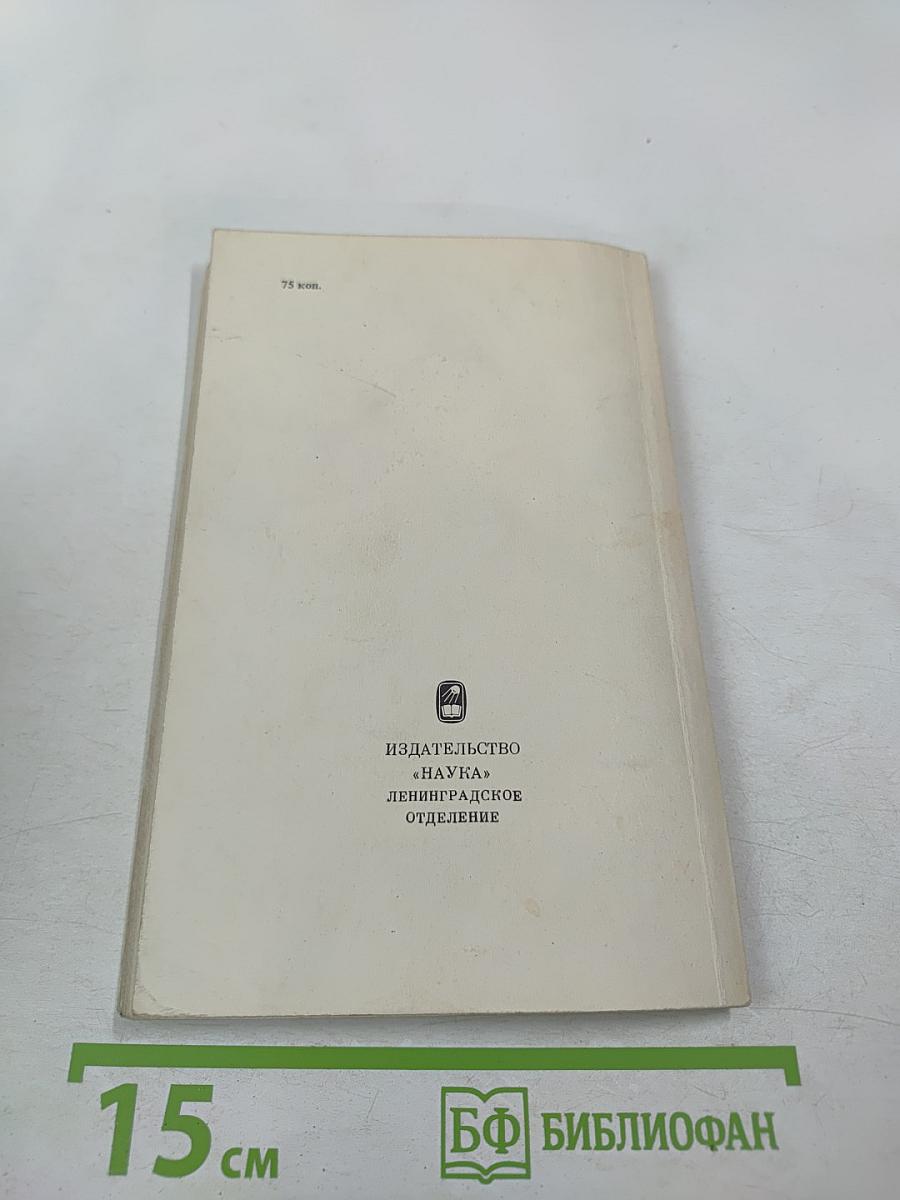 75 коп.
ИЗДАТЕЛЬСТВО
«НАУКА»
ЛЕНИНГРАДСКОЕ
ОТДЕЛЕНИЕ
15 см
БФ БИБЛИОФАН